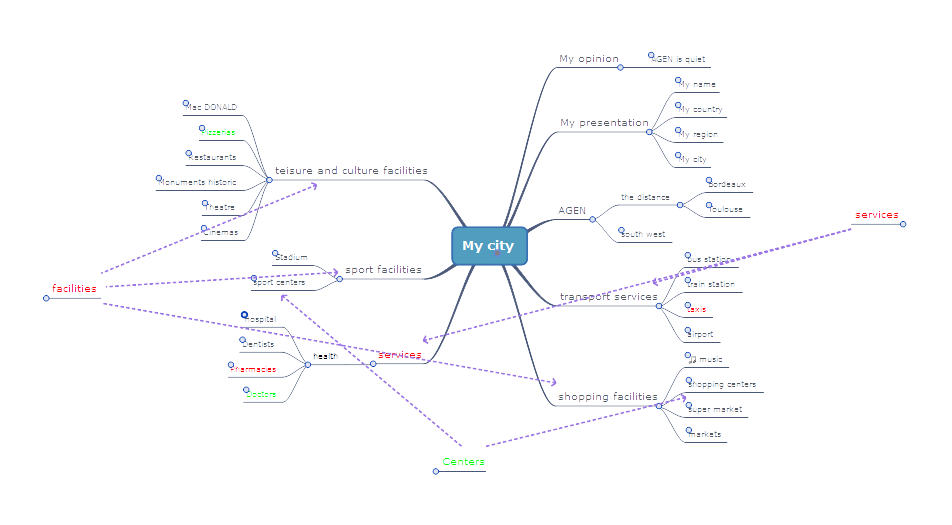 My city
My opinion
AGEN is quiet
My presentation
My name
My country
My region
My city
AGEN
the distance
Bordeaux
Toulouse
south west
services
transport services
bus station
train station
taxis
airport
shopping facilities
♫ music
shopping centers
super market
markets
teisure and culture facilities
Mac DONALD
Pizzerias
Restaurants
Monuments historic
Theatre
Cinemas
sport facilities
Stadium
sport centers
facilities
services
health
Hospital
Dentists
Pharmacies
Doctors
Centers